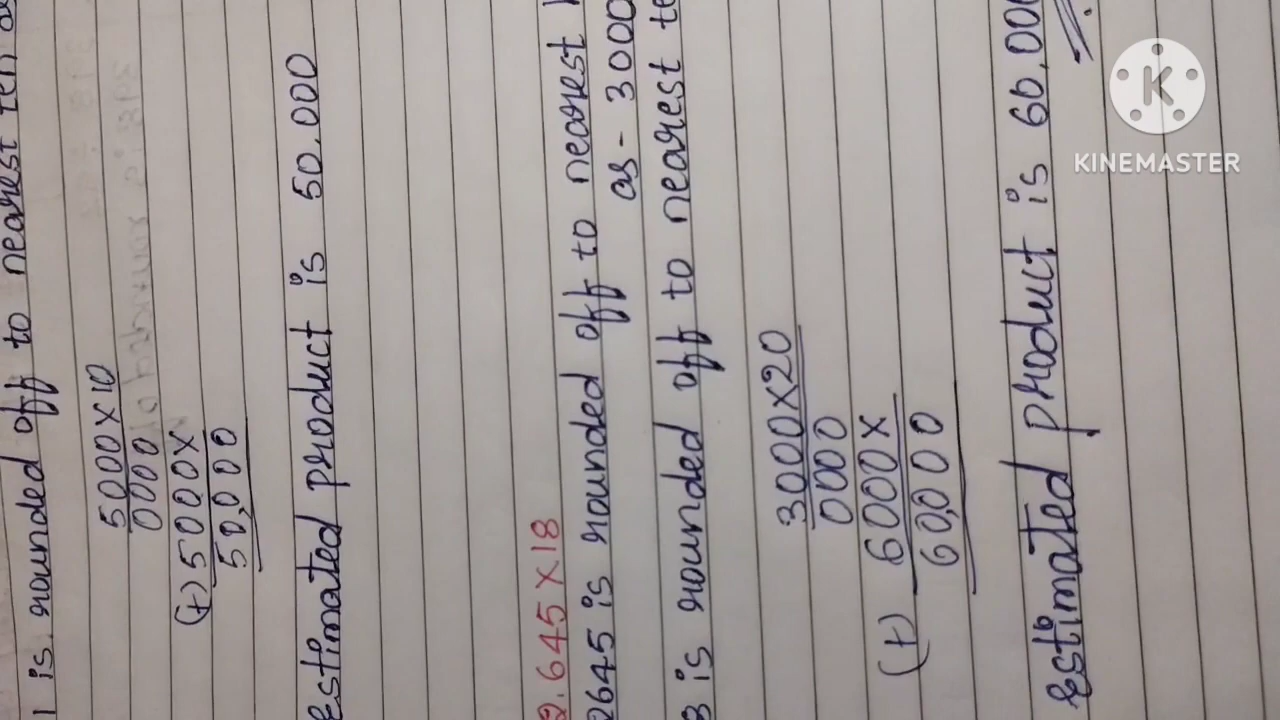 1 is rounded off to nearest ten as
5000×10
0000
(+) 5000×
50,000
Estimated product is 50.000
2.645×18
2645 is rounded off to nearest
as - 3000
8 is rounded off to nearest te
3000×20
0000
(+) 6000×
60,000
Estimated product is 60,000
KINEMASTER